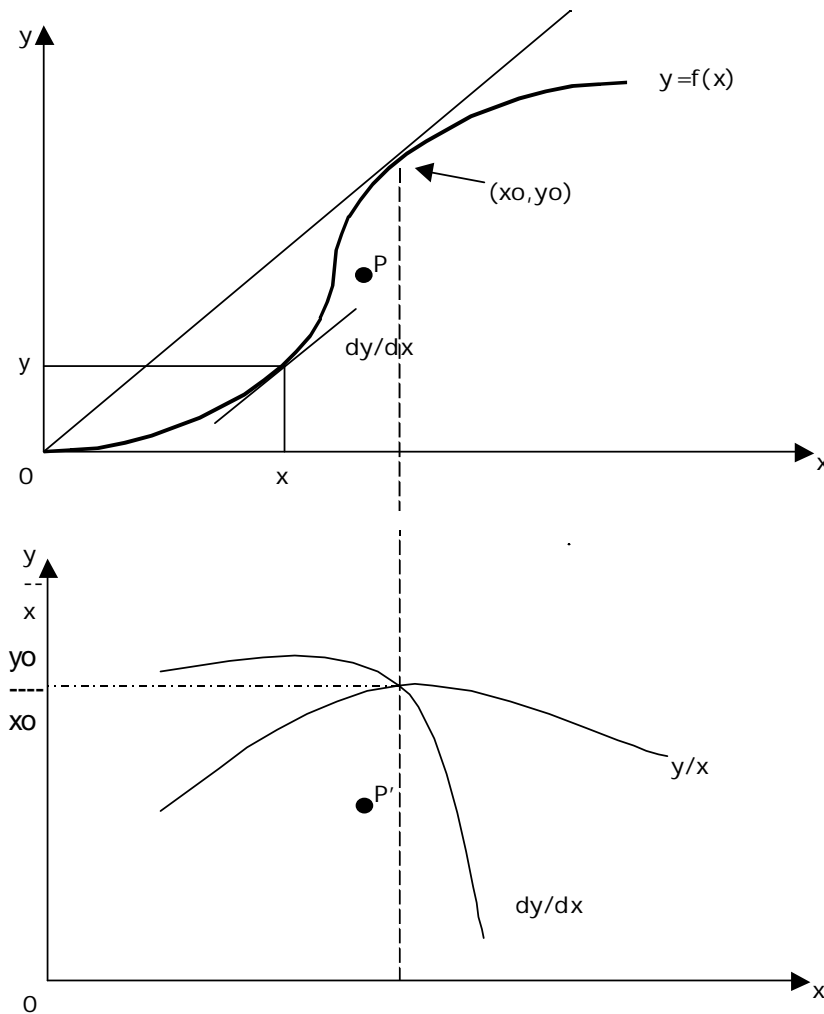 y
y=f(x)
(xo,yo)
P
dy/dx
y
0
x
x
y
--
x
yo
----
xo
y/x
P'
dy/dx
x
0